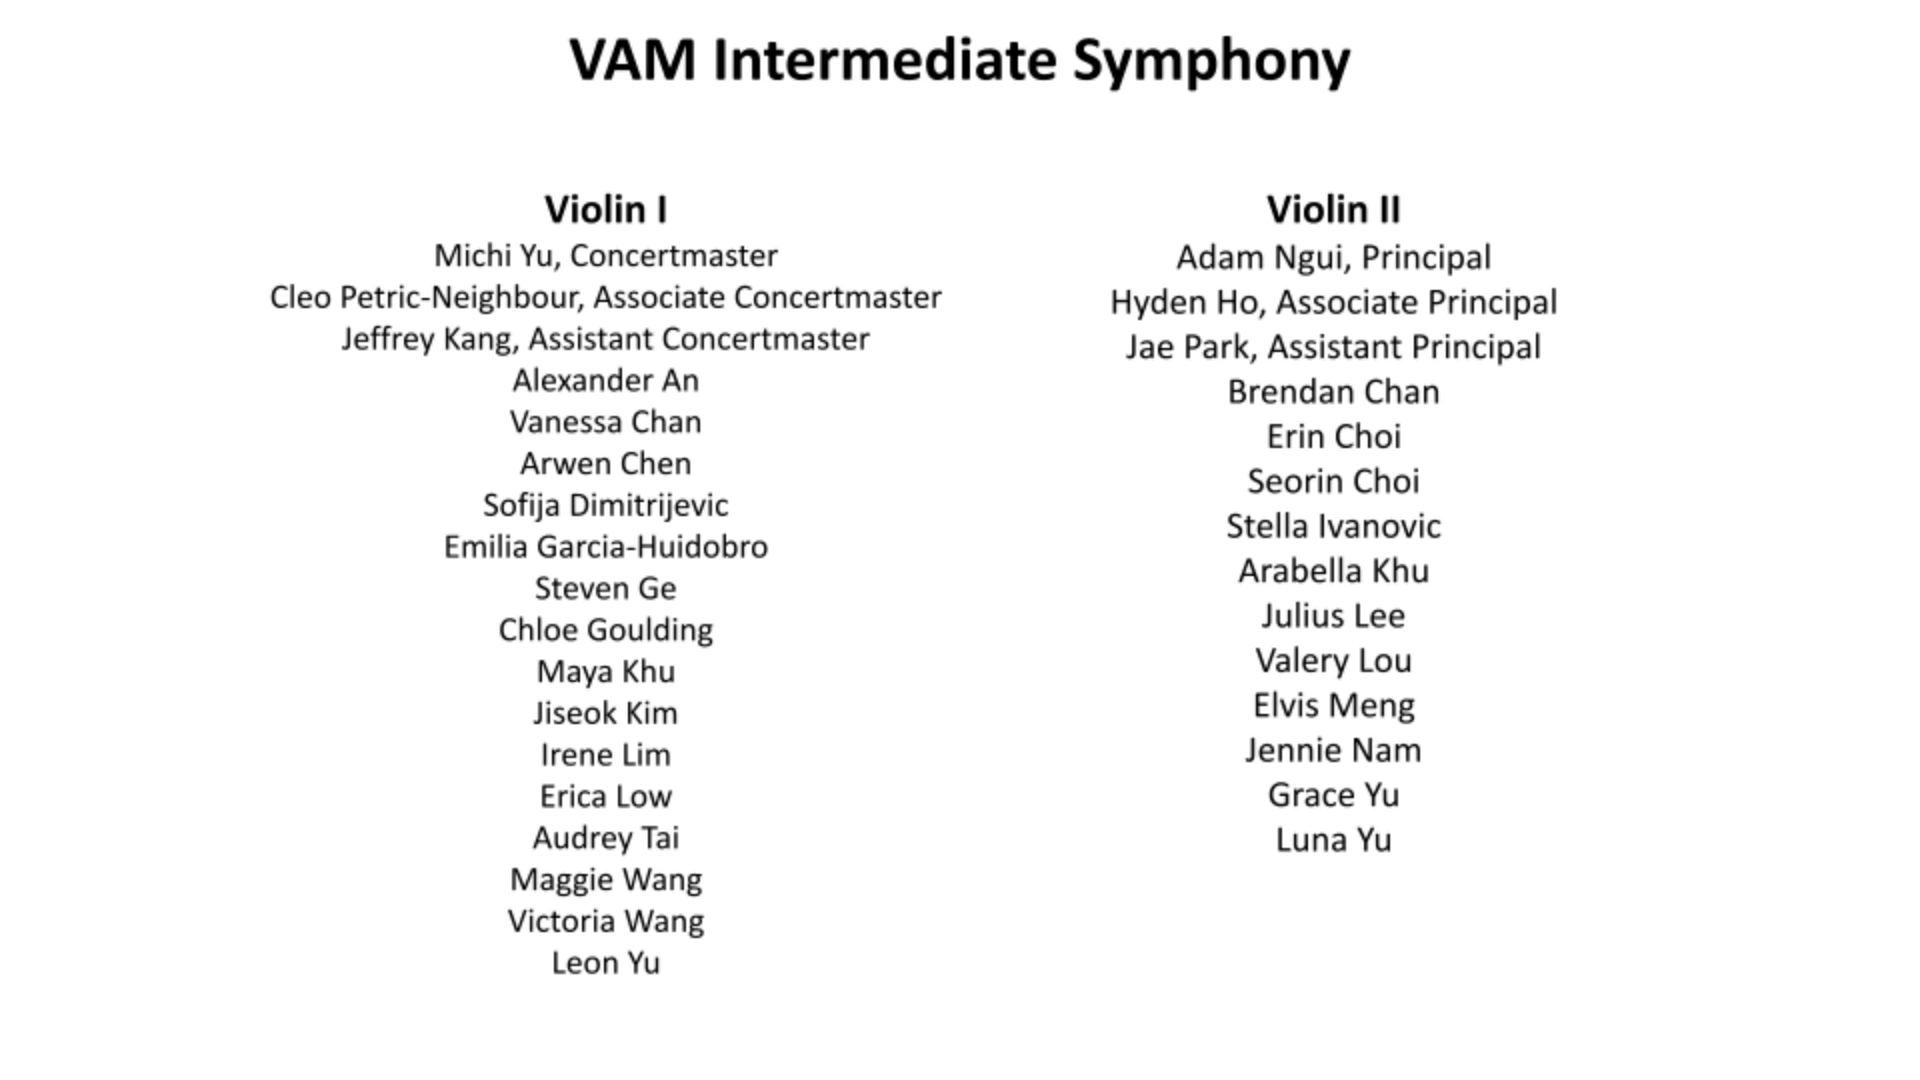 VAM Intermediate Symphony
Violin I
Michi Yu, Concertmaster
Cleo Petric-Neighbour, Associate Concertmaster
Jeffrey Kang, Assistant Concertmaster
Alexander An
Vanessa Chan
Arwen Chen
Sofija Dimitrijevic
Emilia Garcia-Huidobro
Steven Ge
Chloe Goulding
Maya Khu
Jiseok Kim
Irene Lim
Erica Low
Audrey Tai
Maggie Wang
Victoria Wang
Leon Yu
Violin II
Adam Ngui, Principal
Hyden Ho, Associate Principal
Jae Park, Assistant Principal
Brendan Chan
Erin Choi
Seorin Choi
Stella Ivanovic
Arabella Khu
Julius Lee
Valery Lou
Elvis Meng
Jennie Nam
Grace Yu
Luna Yu